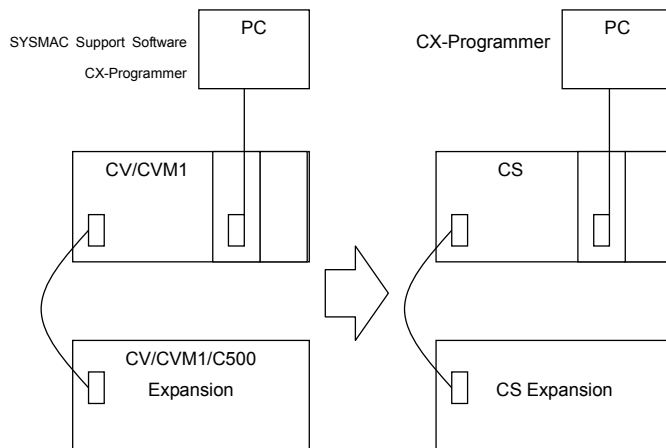 PC
SYSMAC Support Software
CX-Programmer
CV/CVM1
CV/CVM1/C500
Expansion
PC
CX-Programmer
CS
CS Expansion